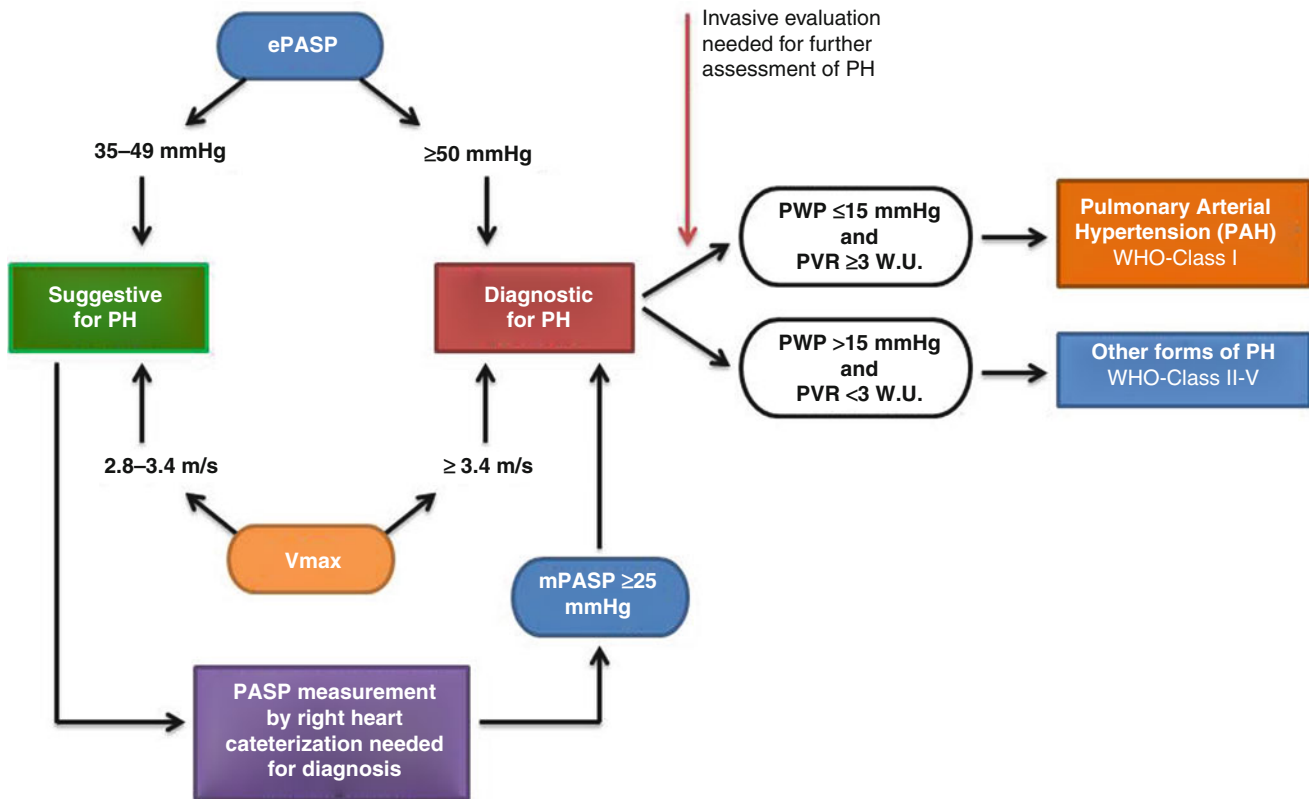 ePASP
Invasive evaluation
needed for further
assessment of PH
35–49 mmHg
≥50 mmHg
Suggestive
for PH
Diagnostic
for PH
PWP ≤15 mmHg
and
PVR ≥3 W.U.
Pulmonary Arterial
Hypertension (PAH)
WHO-Class I
PWP >15 mmHg
and
PVR <3 W.U.
Other forms of PH
WHO-Class II-V
2.8–3.4 m/s
≥ 3.4 m/s
Vmax
mPASP ≥25
mmHg
PASP measurement
by right heart
cateterization needed
for diagnosis